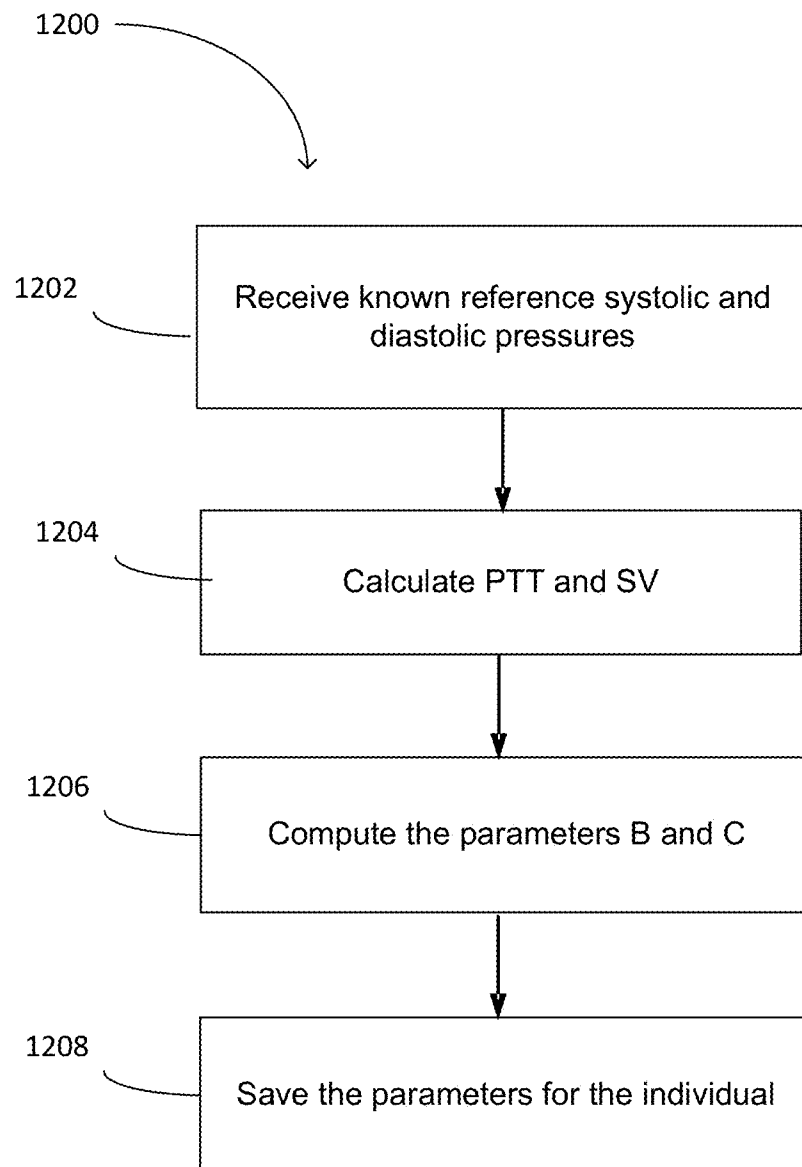 1200
1202
Receive known reference systolic and
diastolic pressures
1204
Calculate PTT and SV
1206
Compute the parameters B and C
1208
Save the parameters for the individual